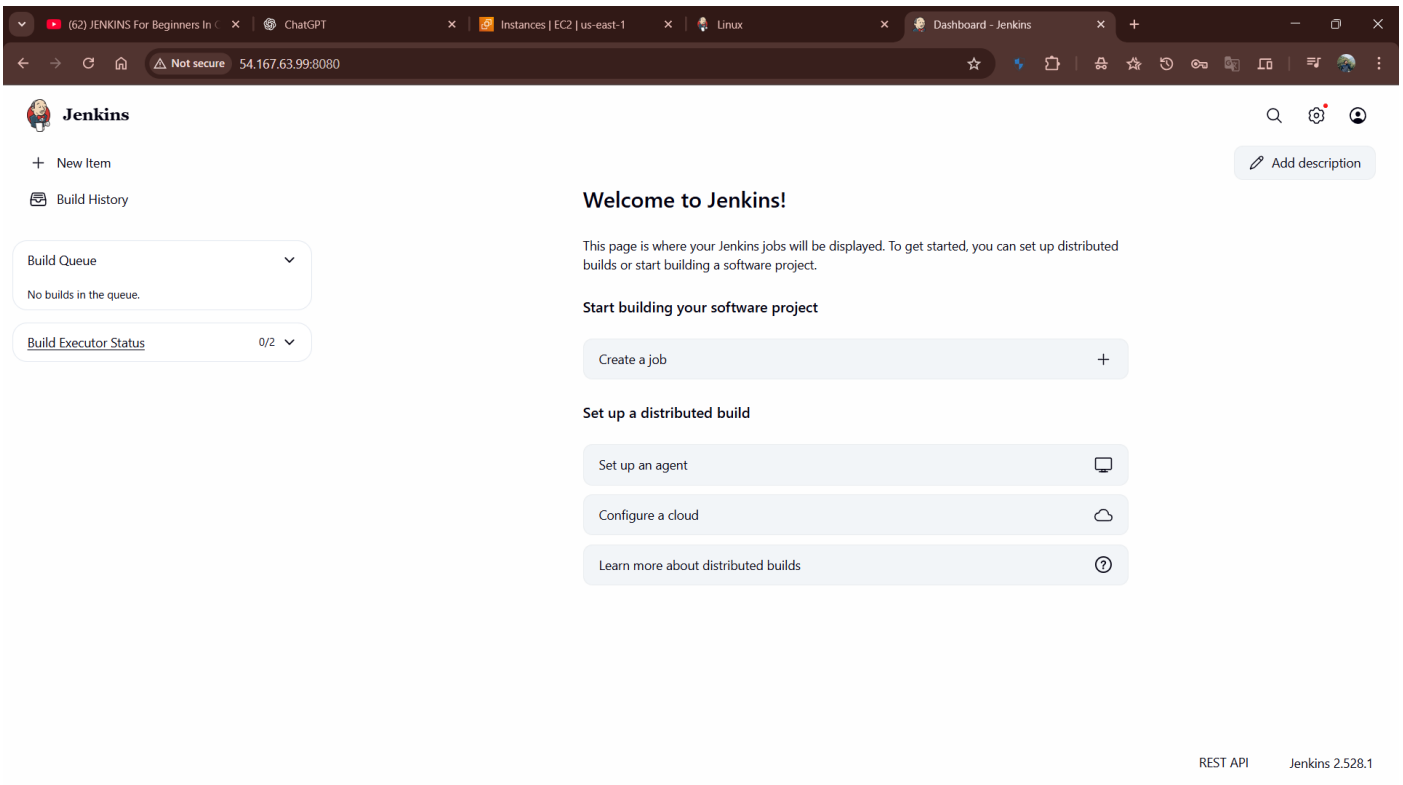 (62) JENKINS For Beginners In
ChatGPT
Instances | EC2 | us-east-1
Linux
Dashboard - Jenkins
Not secure
54.167.63.99:8080
Jenkins
New Item
Add description
Build History
Welcome to Jenkins!
This page is where your Jenkins jobs will be displayed. To get started, you can set up distributed
builds or start building a software project.
Build Queue
No builds in the queue.
Start building your software project
Build Executor Status
0/2
Create a job
Set up a distributed build
Set up an agent
Configure a cloud
Learn more about distributed builds
REST API
Jenkins 2.528.1